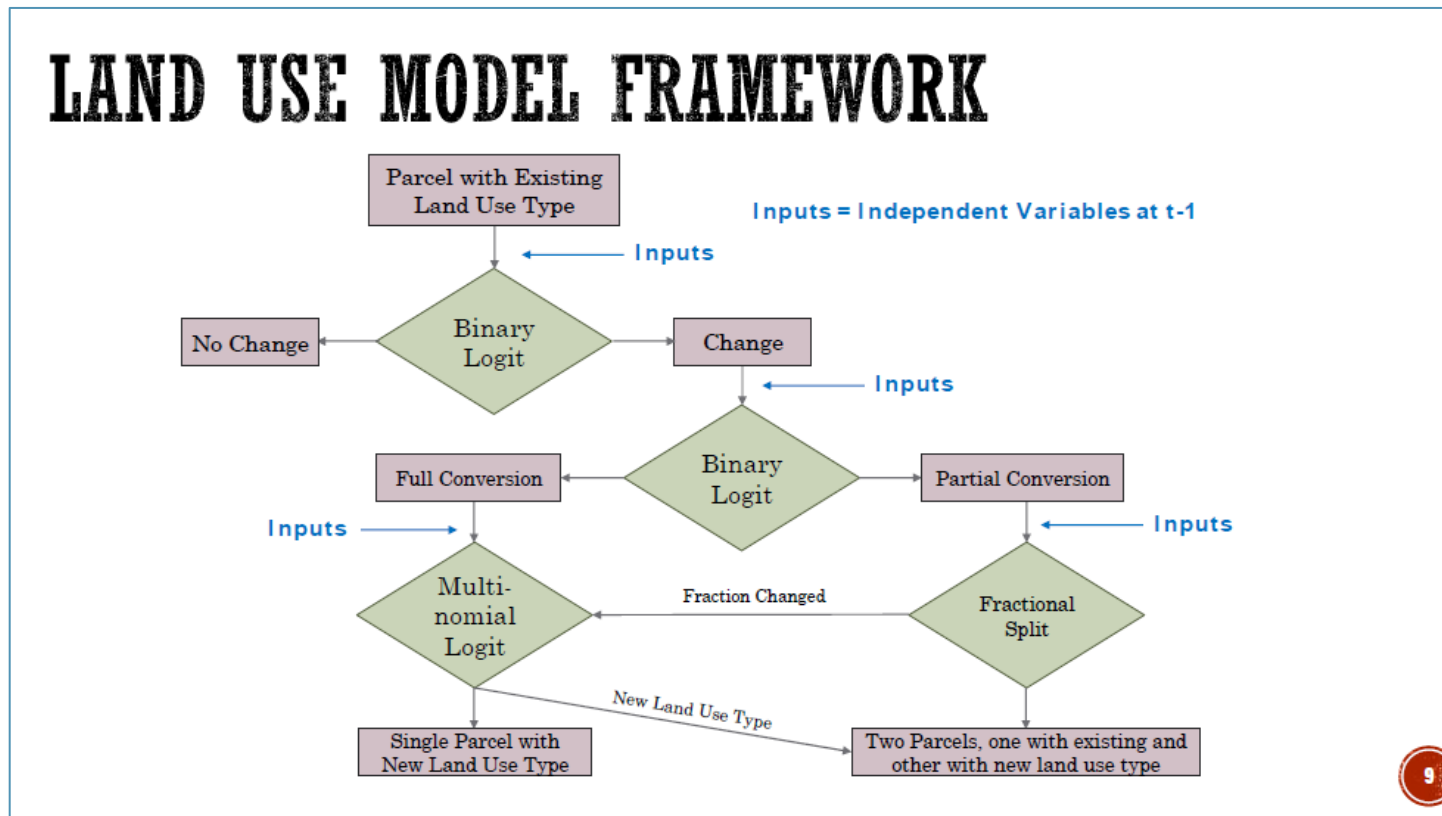 LAND USE MODEL FRAMEWORK
Parcel with Existing
Land Use Type
Inputs = Independent Variables at t-1
Inputs
No Change
Binary
Logit
Change
Inputs
Full Conversion
Binary
Logit
Partial Conversion
Inputs
Inputs
Multi-
nomial
Logit
Fraction Changed
Fractional
Split
New Land Use Type
Single Parcel with
New Land Use Type
Two Parcels, one with existing and
other with new land use type
9